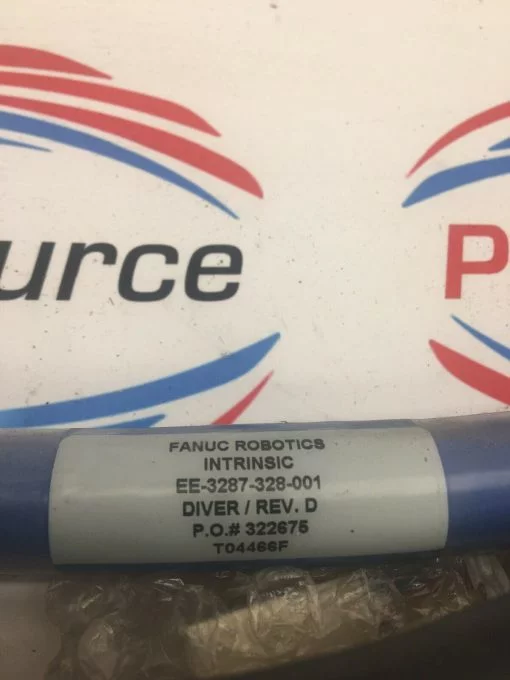 urce
P
FANUC ROBOTICS
INTRINSIC
EE-3287-328-001
DIVER / REV. D
P.O.# 322675
T04466F